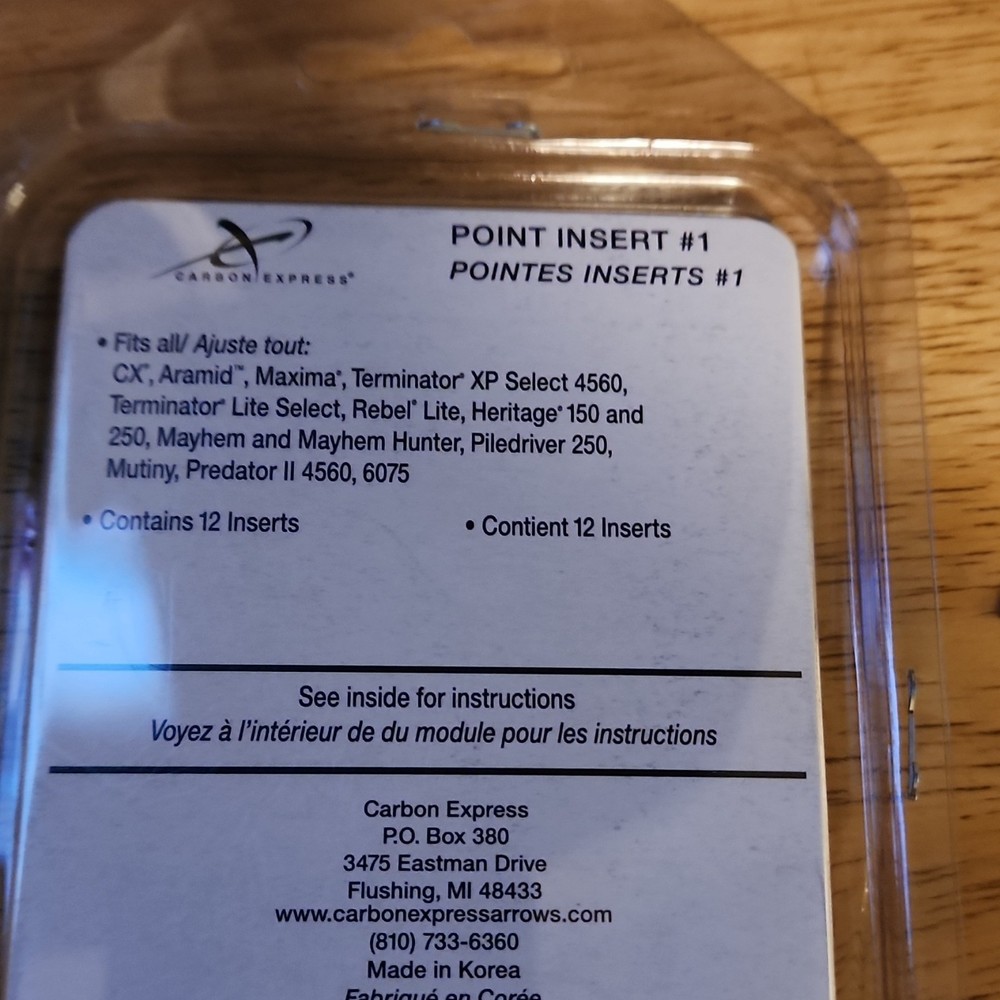 CARBON EXPRESS®
POINT INSERT #1
POINTES INSERTS #1
• Fits all/ Ajuste tout:
CX®, Aramid™, Maxima®, Terminator® XP Select 4560,
Terminator® Lite Select, Rebel® Lite, Heritage® 150 and
250, Mayhem and Mayhem Hunter, Piledriver 250,
Mutiny, Predator II 4560, 6075
• Contains 12 Inserts
• Contient 12 Inserts
See inside for instructions
Voyez à l'intérieur de du module pour les instructions
Carbon Express
P.O. Box 380
3475 Eastman Drive
Flushing, MI 48433
www.carbonexpressarrows.com
(810) 733-6360
Made in Korea
Fabriqué en Corée